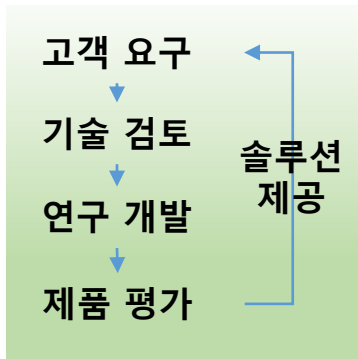 고객 요구
기술 검토
연구 개발
제품 평가
솔루션
제공